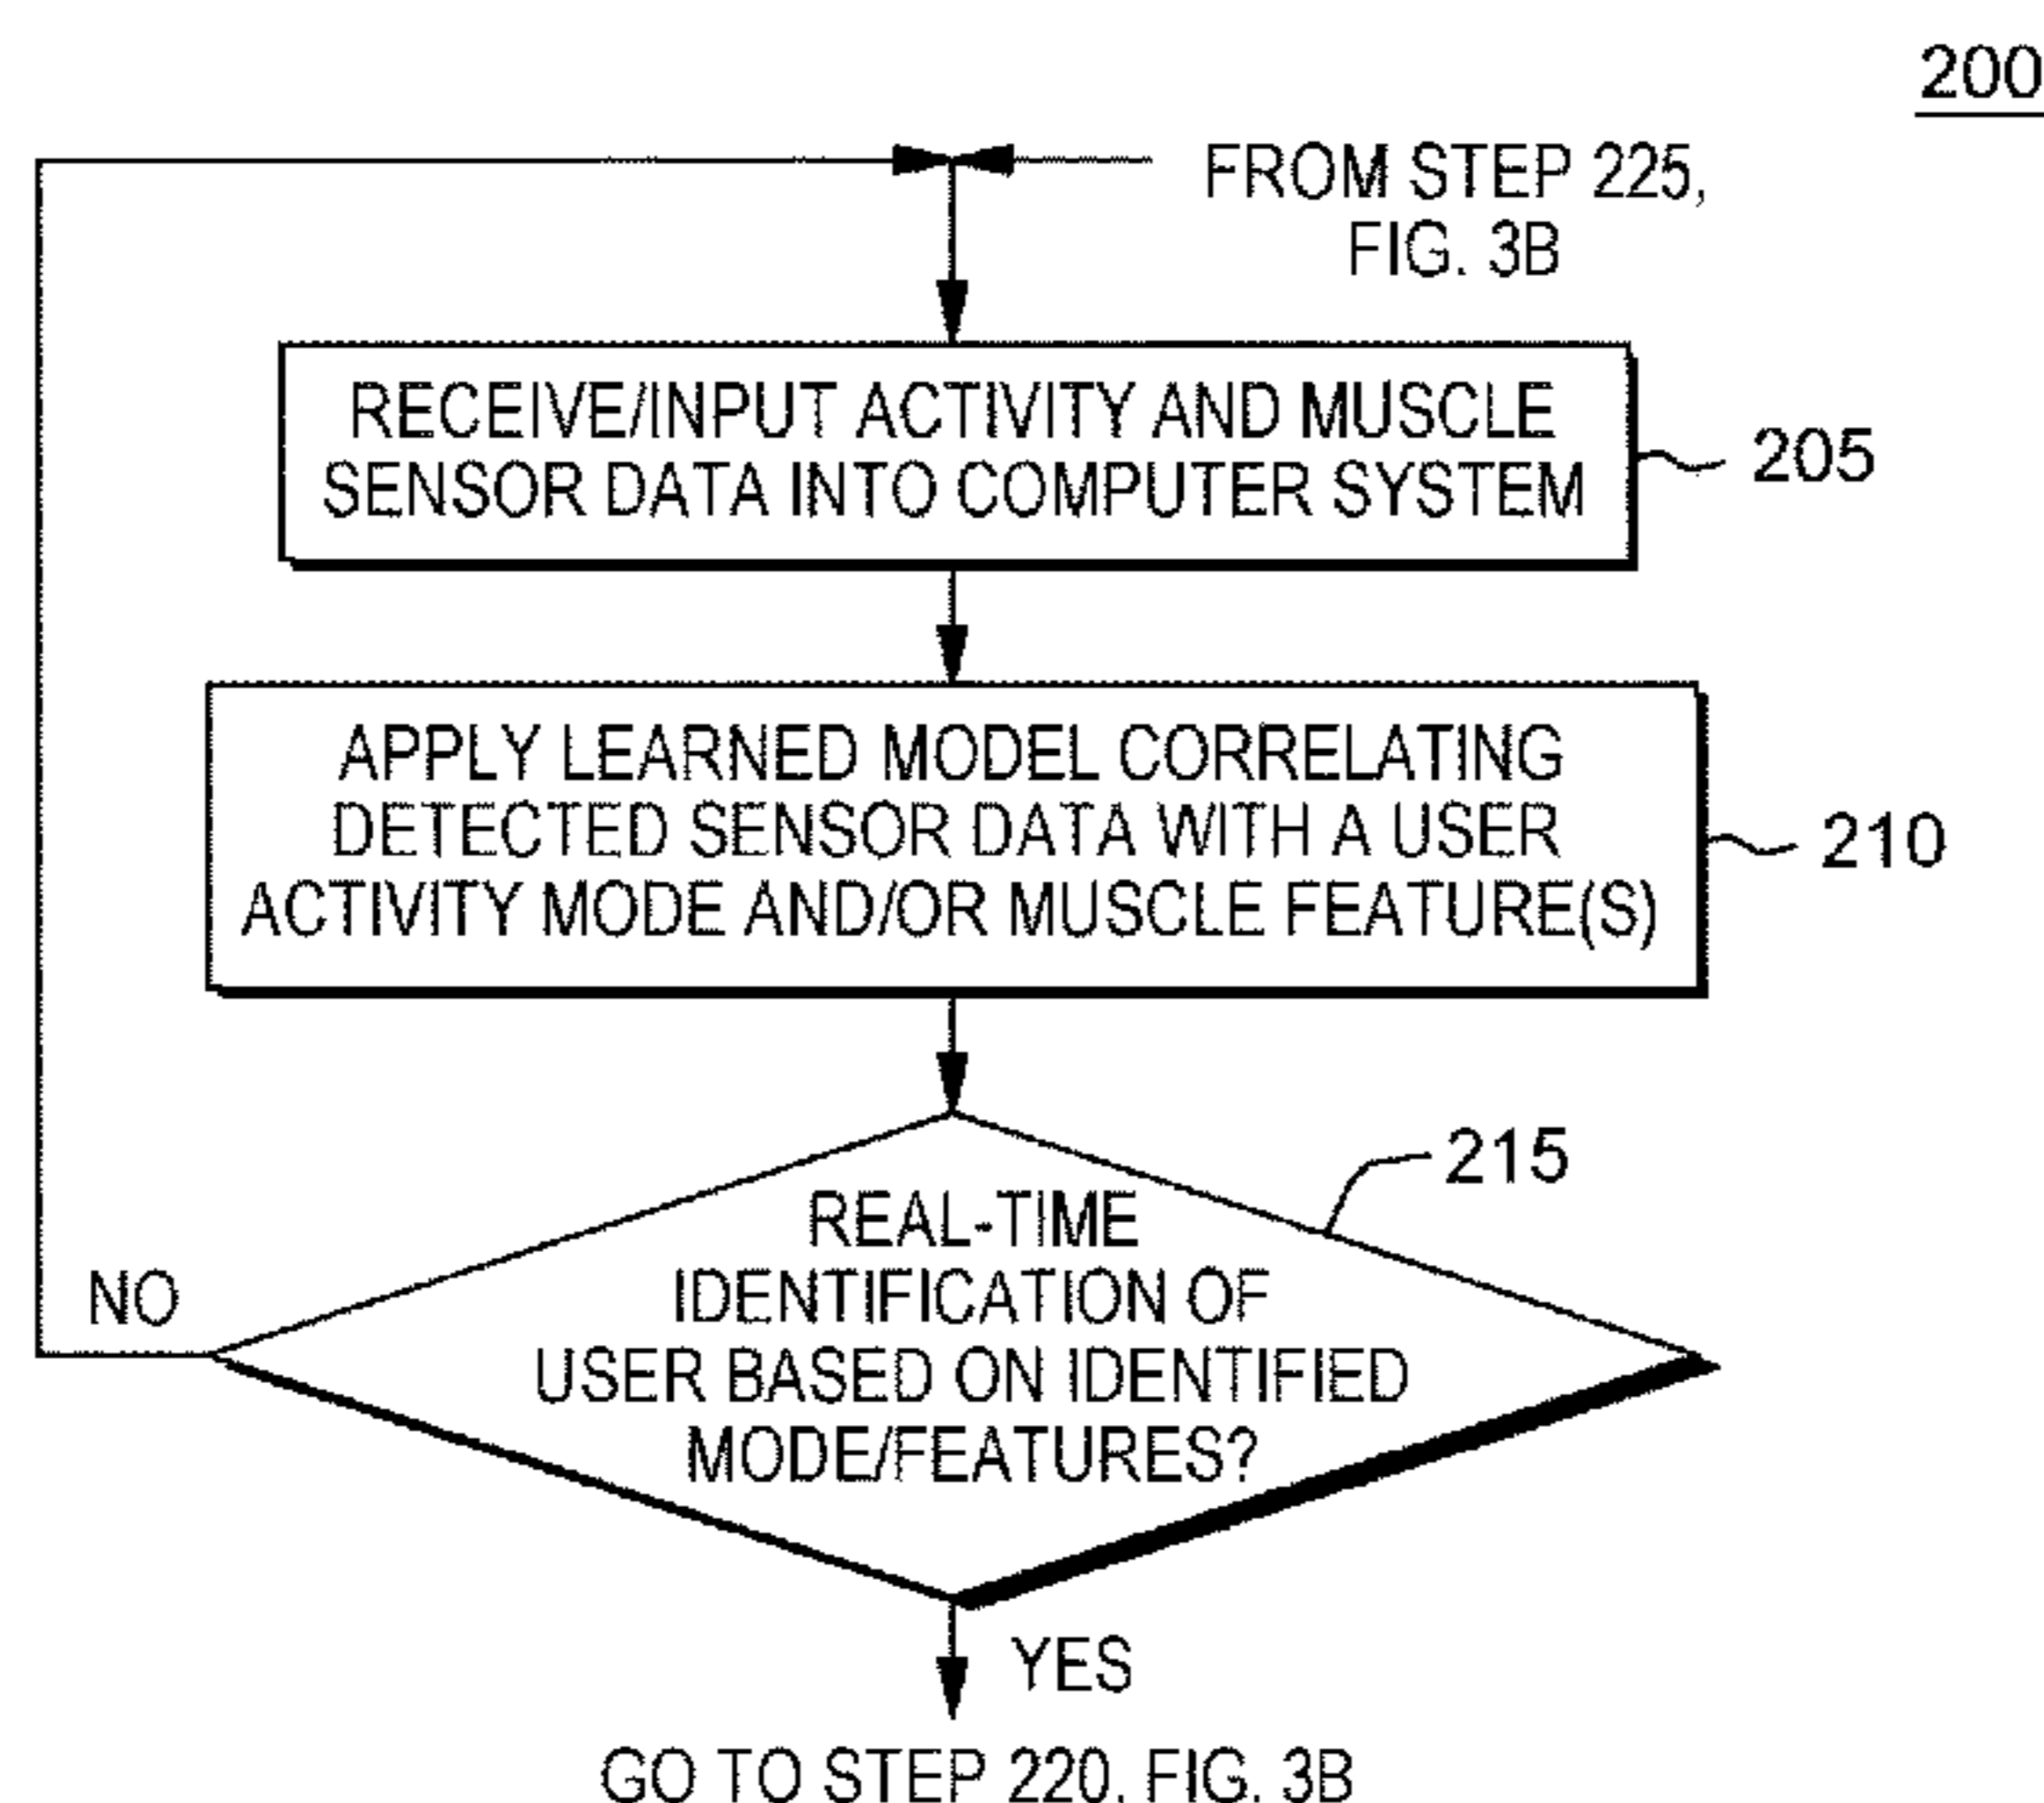 200
FROM STEP 225,
FIG. 3B
RECEIVE/INPUT ACTIVITY AND MUSCLE
SENSOR DATA INTO COMPUTER SYSTEM
205
APPLY LEARNED MODEL CORRELATING
DETECTED SENSOR DATA WITH A USER
ACTIVITY MODE AND/OR MUSCLE FEATURE(S)
210
215
REAL-TIME
IDENTIFICATION OF
USER BASED ON IDENTIFIED
MODE/FEATURES?
NO
YES
GO TO STEP 220, FIG. 3B